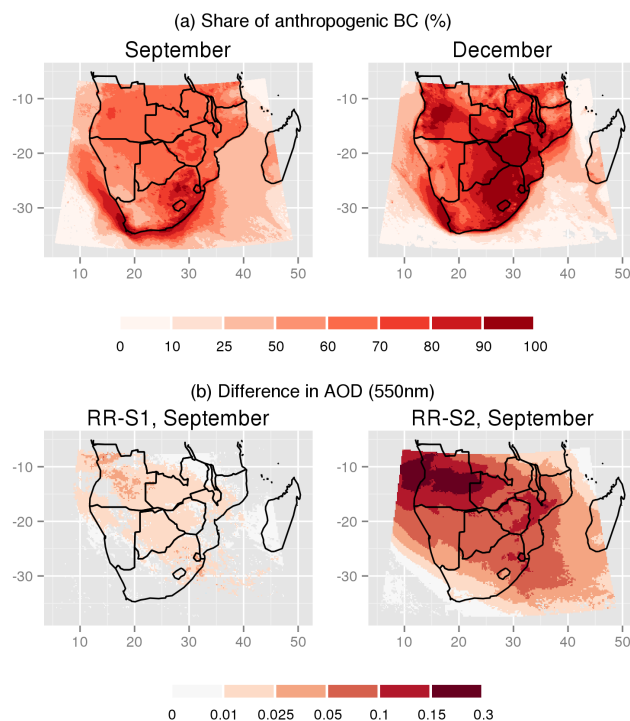 (a) Share of anthropogenic BC (%)
September December
-10 -10
-20 -20
-30 -30
10 20 30 40 50 10 20 30 40 50
0 10 25 50 60 70 80 90 100
(b) Difference in AOD (550nm)
RR-S1, September RR-S2, September
-10 -10
-20 -20
-30 -30
10 20 30 40 50 10 20 30 40 50
0 0.01 0.025 0.05 0.1 0.15 0.3